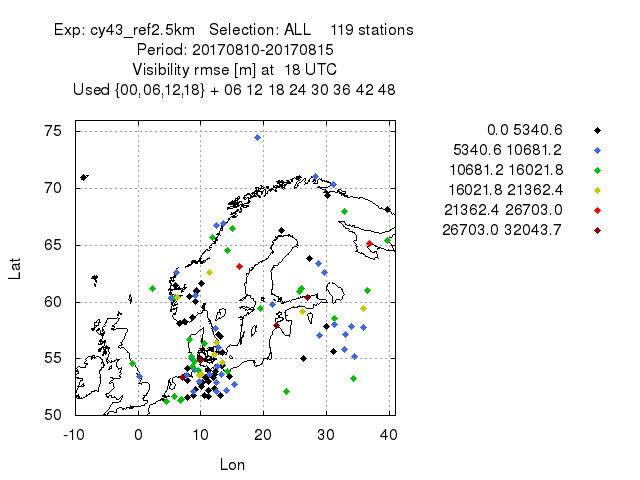 Exp: cy43_ref2.5km   Selection: ALL    119 stations
Period: 20170810-20170815
Visibility rmse [m] at  18 UTC
Used {00,06,12,18} + 06 12 18 24 30 36 42 48
0.0 5340.6
5340.6 10681.2
10681.2 16021.8
16021.8 21362.4
21362.4 26703.0
26703.0 32043.7
75
70
65
60
55
50
Lat
-10 0 10 20 30 40
Lon